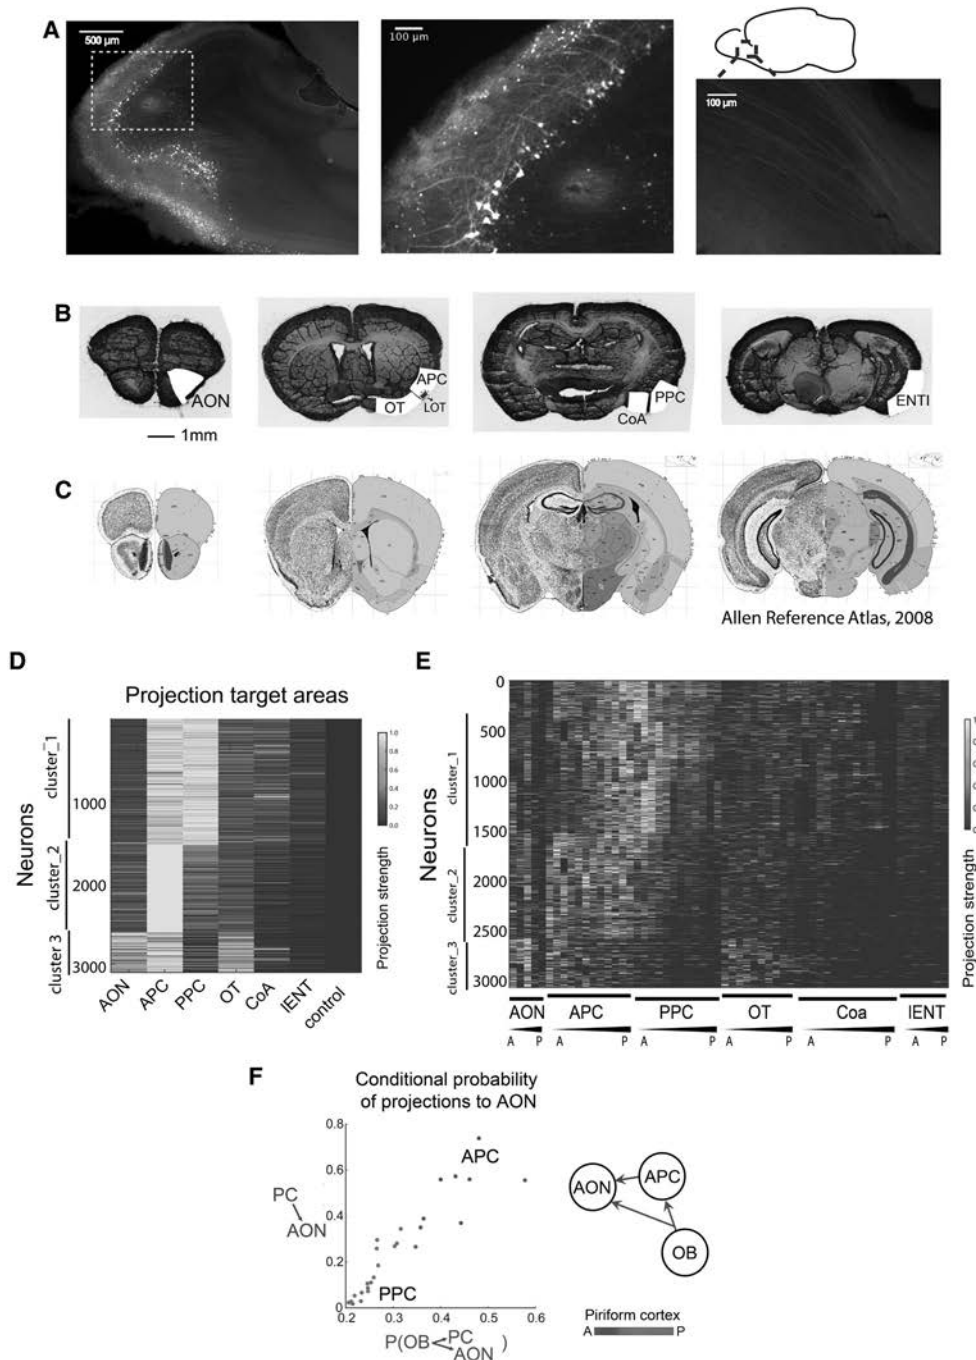 A
500 µm
100 µm
100 µm
B
AON
1mm
APC
LOT
OT
PPC
CoA
ENTI
C
Allen Reference Atlas, 2008
D
Projection target areas
Neurons
cluster_1
cluster_2
cluster 3
1000
2000
3000
AON
APC
PPC
OT
CoA
IENT
control
1.0
0.8
0.6
0.4
0.2
0.0
Projection strength
E
Neurons
cluster_1
cluster_2
cluster_3
0
500
1000
1500
2000
2500
3000
AON
APC
PPC
OT
Coa
IENT
A P
A P
A P
A P
A P
A P
Projection strength
F
Conditional probability
of projections to AON
PC
AON
0.8
0.6
0.4
0.2
0
0.2
0.3
0.4
0.5
0.6
APC
PPC
P(OB PC
AON )
AON
APC
OB
Piriform cortex
A P